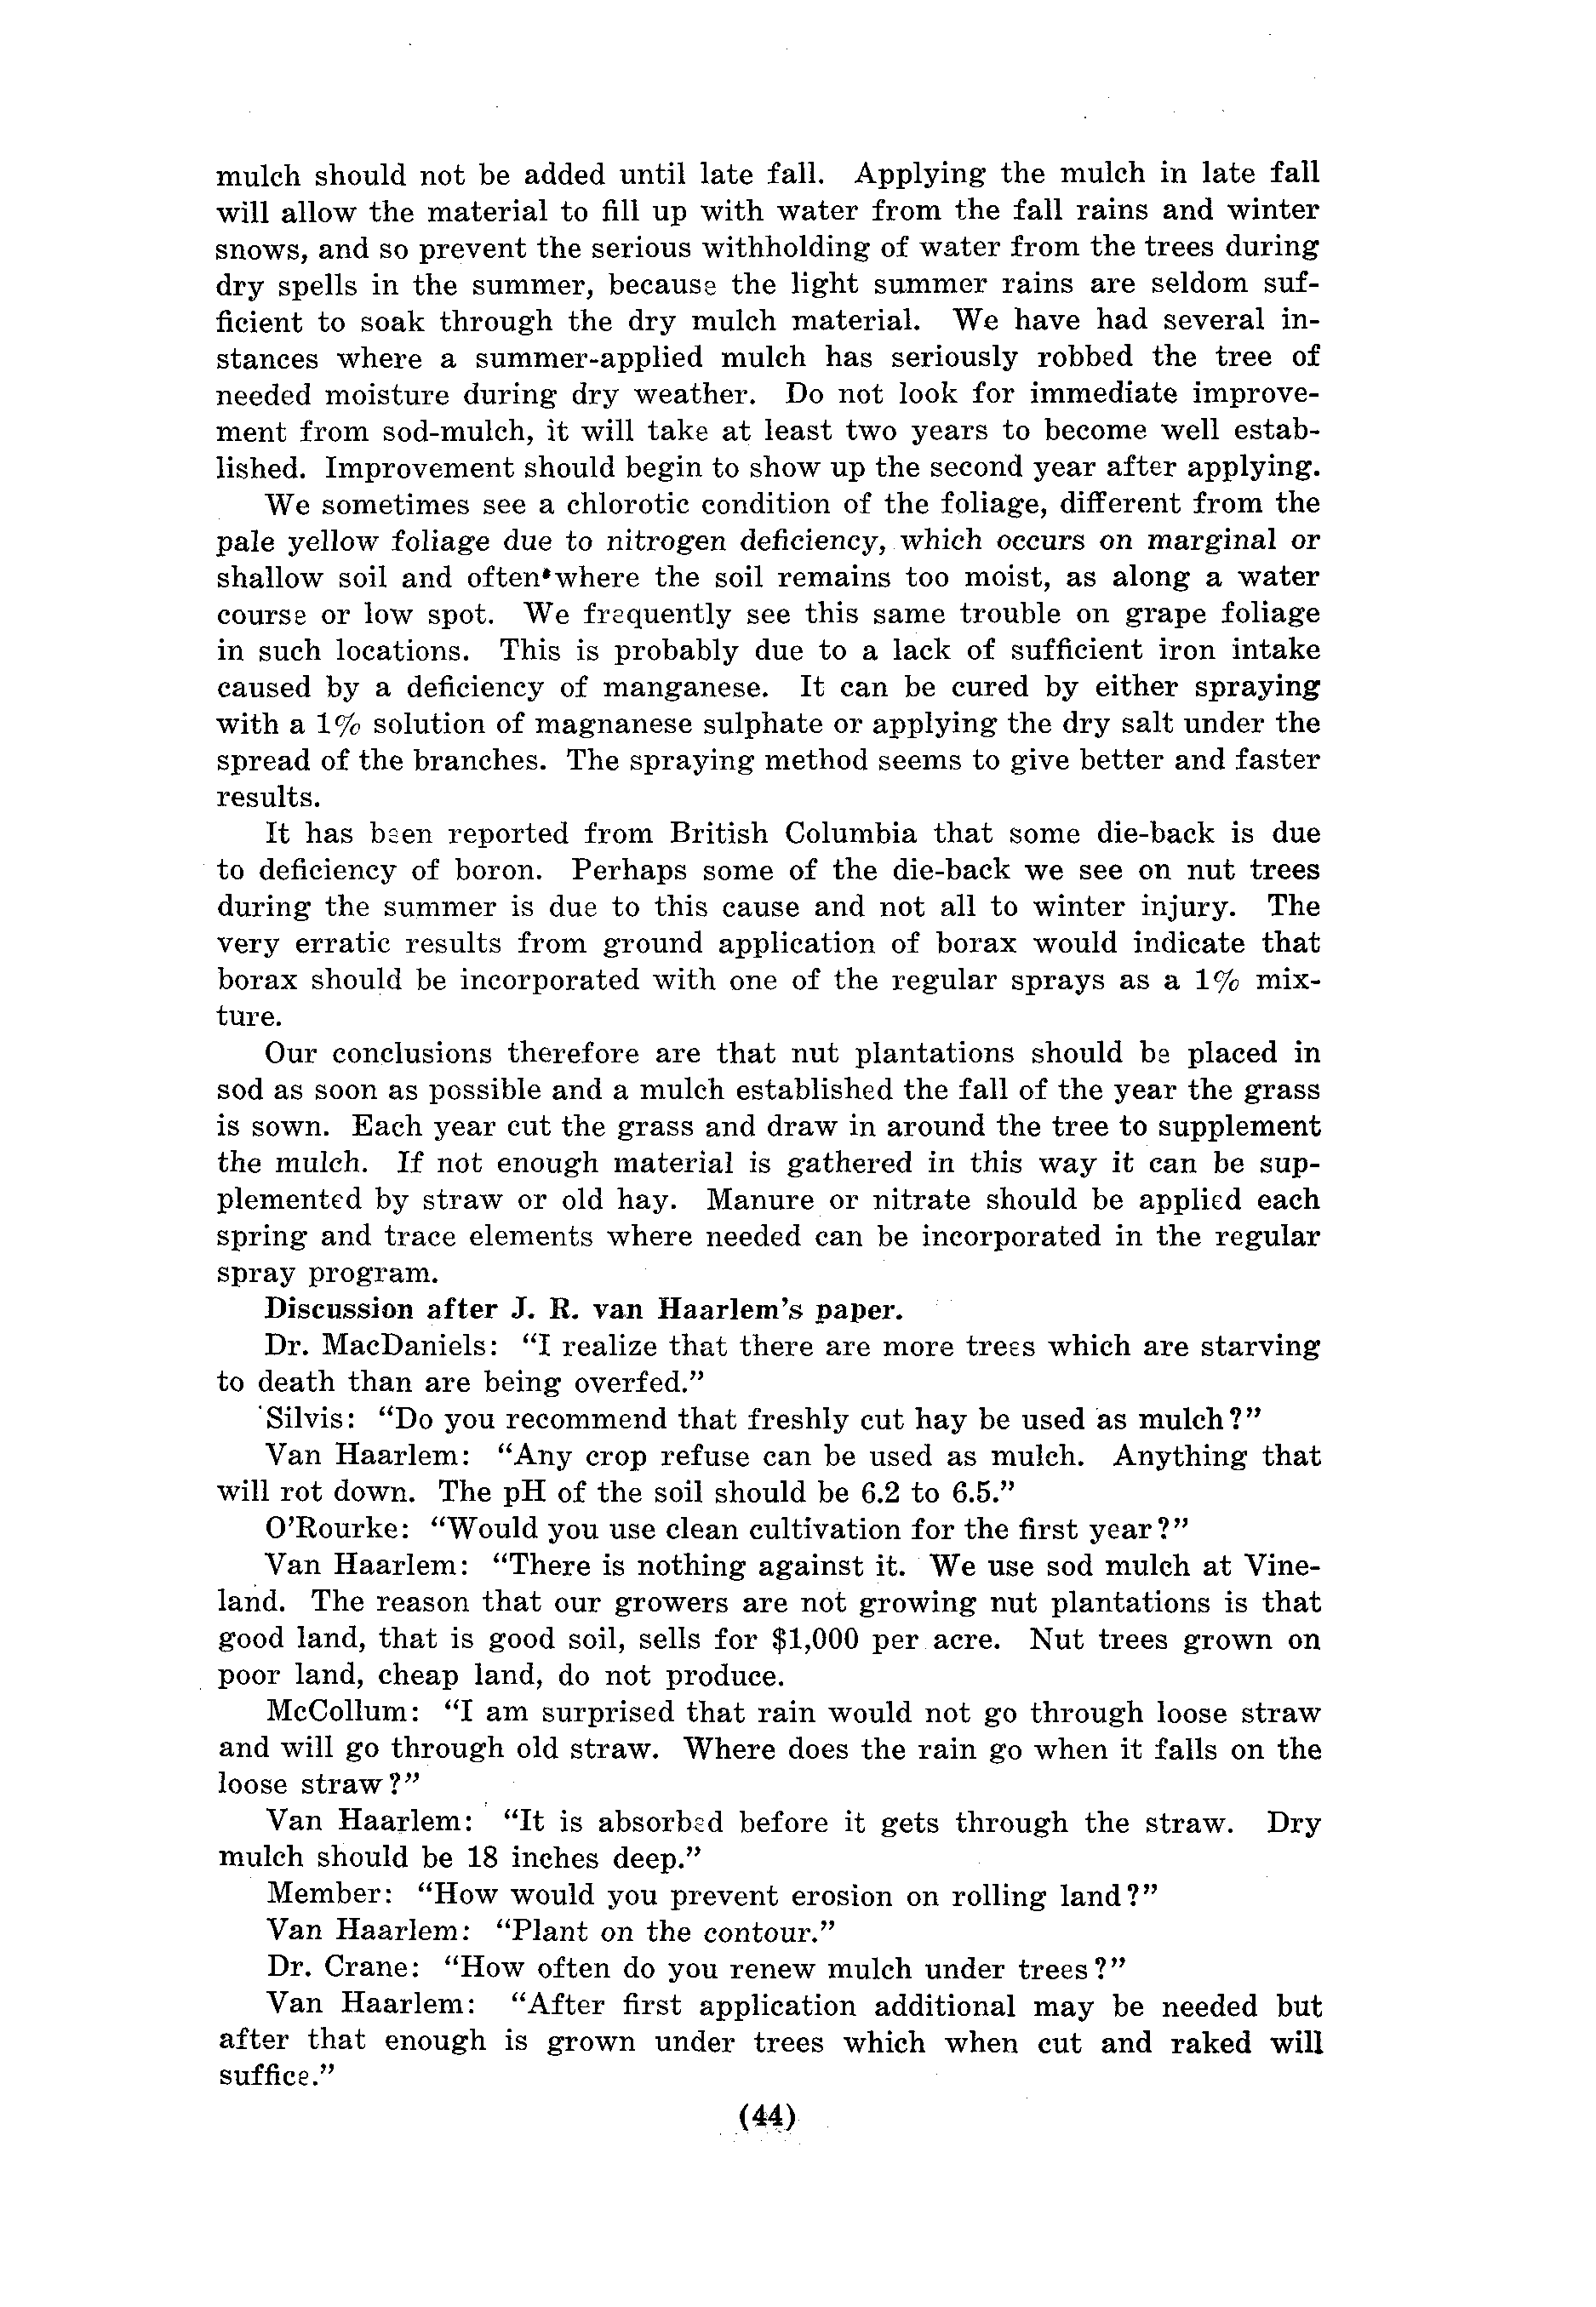 mulch should not be added until late fall. Applying the mulch in late fall
will allow the material to fill up with water from the fall rains and winter
snows, and so prevent the serious withholding of water from the trees during
dry spells in the summer, because the light summer rains are seldom suf-
ficient to soak through the dry mulch material. We have had several in-
stances where a summer-applied mulch has seriously robbed the tree of
needed moisture during dry weather. Do not look for immediate improve-
ment from sod-mulch, it will take at least two years to become well estab-
lished. Improvement should begin to show up the second year after applying.
We sometimes see a chlorotic condition of the foliage, different from the
pale yellow foliage due to nitrogen deficiency, which occurs on marginal or
shallow soil and often where the soil remains too moist, as along a water
course or low spot. We frequently see this same trouble on grape foliage
in such locations. This is probably due to a lack of sufficient iron intake
caused by a deficiency of manganese. It can be cured by either spraying
with a 1% solution of magnanese sulphate or applying the dry salt under the
spread of the branches. The spraying method seems to give better and faster
results.
It has been reported from British Columbia that some die-back is due
to deficiency of boron. Perhaps some of the die-back we see on nut trees
during the summer is due to this cause and not all to winter injury. The
very erratic results from ground application of borax would indicate that
borax should be incorporated with one of the regular sprays as a 1% mix-
ture.
Our conclusions therefore are that nut plantations should be placed in
sod as soon as possible and a mulch established the fall of the year the grass
is sown. Each year cut the grass and draw in around the tree to supplement
the mulch. If not enough material is gathered in this way it can be sup-
plemented by straw or old hay. Manure or nitrate should be applied each
spring and trace elements where needed can be incorporated in the regular
spray program.
Discussion after J. R. van Haarlem's paper.
Dr. MacDaniels: "I realize that there are more trees which are starving
to death than are being overfed."
Silvis: "Do you recommend that freshly cut hay be used as mulch?"
Van Haarlem: "Any crop refuse can be used as mulch. Anything that
will rot down. The pH of the soil should be 6.2 to 6.5."
O'Rourke: "Would you use clean cultivation for the first year?"
Van Haarlem: "There is nothing against it. We use sod mulch at Vine-
land. The reason that our growers are not growing nut plantations is that
good land, that is good soil, sells for $1,000 per acre. Nut trees grown on
poor land, cheap land, do not produce.
McCollum: "I am surprised that rain would not go through loose straw
and will go through old straw. Where does the rain go when it falls on the
loose straw?"
Van Haarlem: "It is absorbed before it gets through the straw. Dry
mulch should be 18 inches deep."
Member: "How would you prevent erosion on rolling land?"
Van Haarlem: "Plant on the contour."
Dr. Crane: "How often do you renew mulch under trees?"
Van Haarlem: "After first application additional may be needed but
after that enough is grown under trees which when cut and raked will
suffice."
(44)